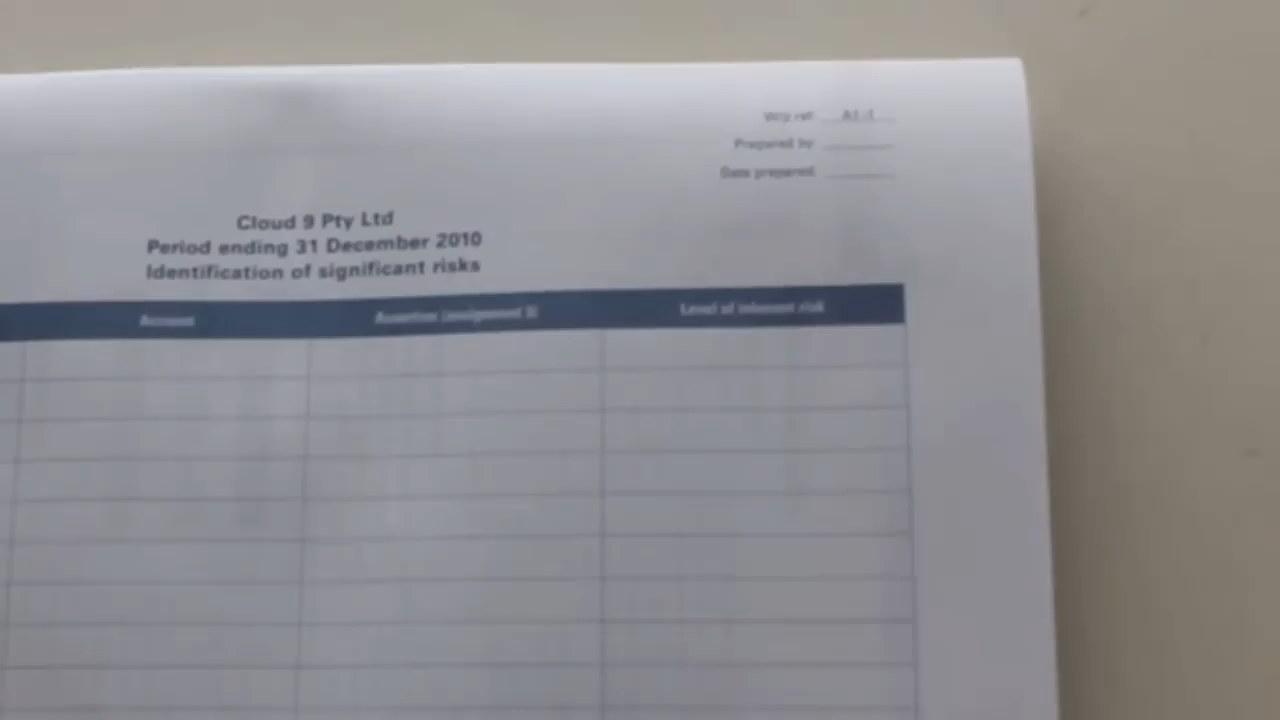 W/p ref: A1-1
Prepared by:
Date prepared:
Cloud 9 Pty Ltd
Period ending 31 December 2010
Identification of significant risks
Account
Assertion (assignment 3)
Level of inherent risk